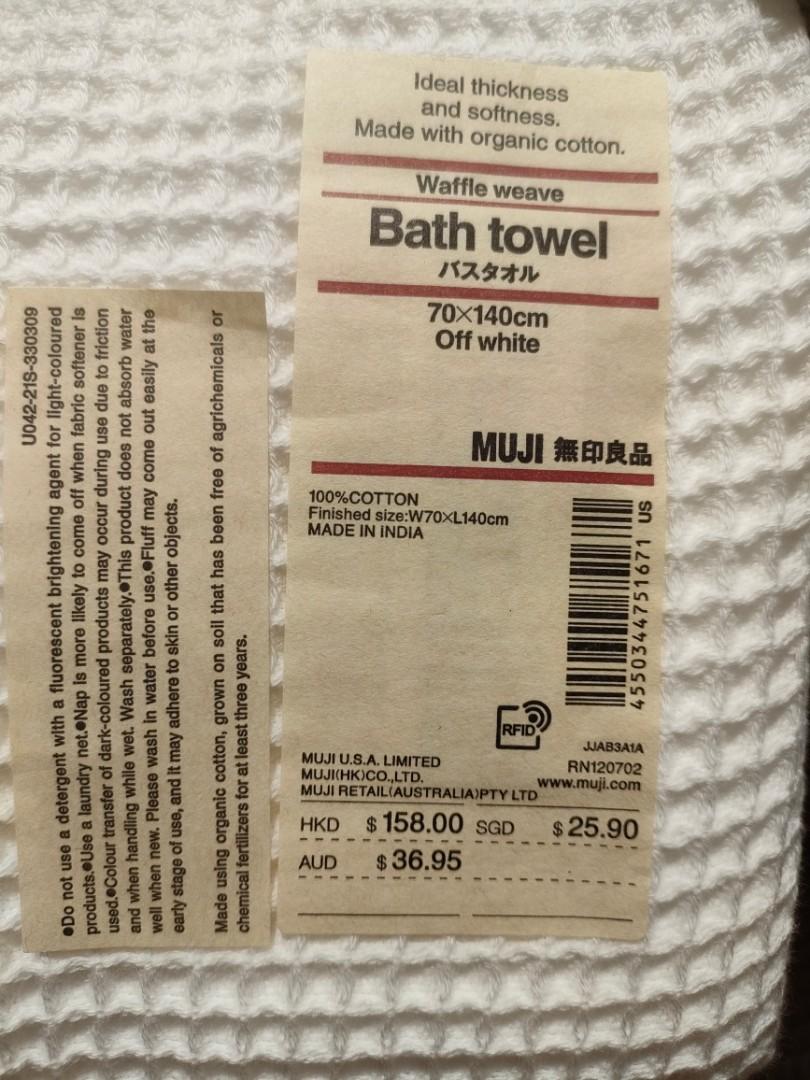 Ideal thickness
and softness.
Made with organic cotton.
Waffle weave
Bath towel
バスタオル
70×140cm
Off white
MUJI 無印良品
100%COTTON
Finished size:W70×L140cm
MADE IN INDIA
4550344751671 US
RFID
JJAB3A1A
RN120702
www.muji.com
MUJI U.S.A. LIMITED
MUJI(HK)CO.,LTD.
MUJI RETAIL(AUSTRALIA)PTY LTD
HKD $158.00 SGD $25.90
AUD $36.95
U042-21S-330309
●Do not use a detergent with a fluorescent brightening agent for light-coloured
products.●Use a laundry net.●Nap is more likely to come off when fabric softener is
used.●Colour transfer of dark-coloured products may occur during use due to friction
and when handling while wet. Wash separately.●This product does not absorb water
well when new. Please wash in water before use.●Fluff may come out easily at the
early stage of use, and it may adhere to skin or other objects.
Made using organic cotton, grown on soil that has been free of agrichemicals or
chemical fertilizers for at least three years.